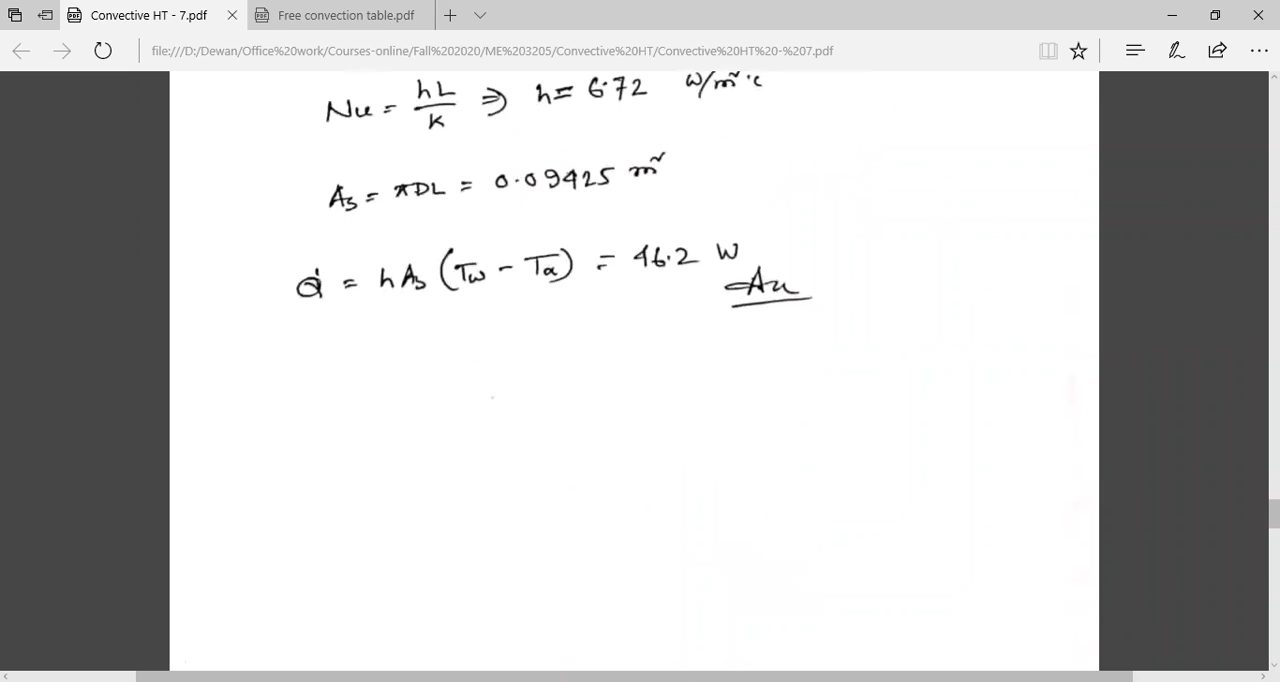 Convective HT - 7.pdf
Free convection table.pdf
file:///D:/Dewan/Office%20work/Courses-online/Fall%202020/ME%203205/Convective%20HT/Convective%20HT%20-%207.pdf
Nu = hL/K ⇒ h = 6.72 W/m²·c
As = πDL = 0.09425 m²
Q̇ = hAs (Tw - Tα) = 46.2 W